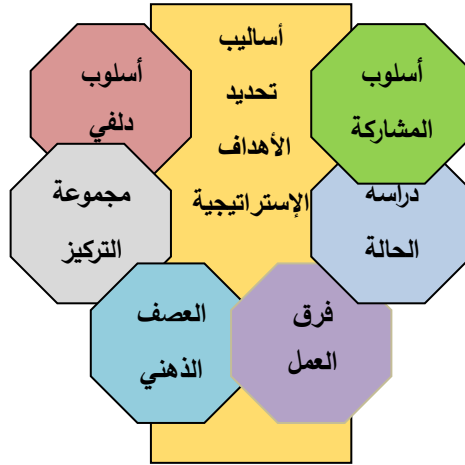 أساليب
تحديد
الأهداف
الإستراتيجية
أسلوب
المشاركة
دراسة
الحالة
فرق
العمل
العصف
الذهني
مجموعة
التركيز
أسلوب
دلفي